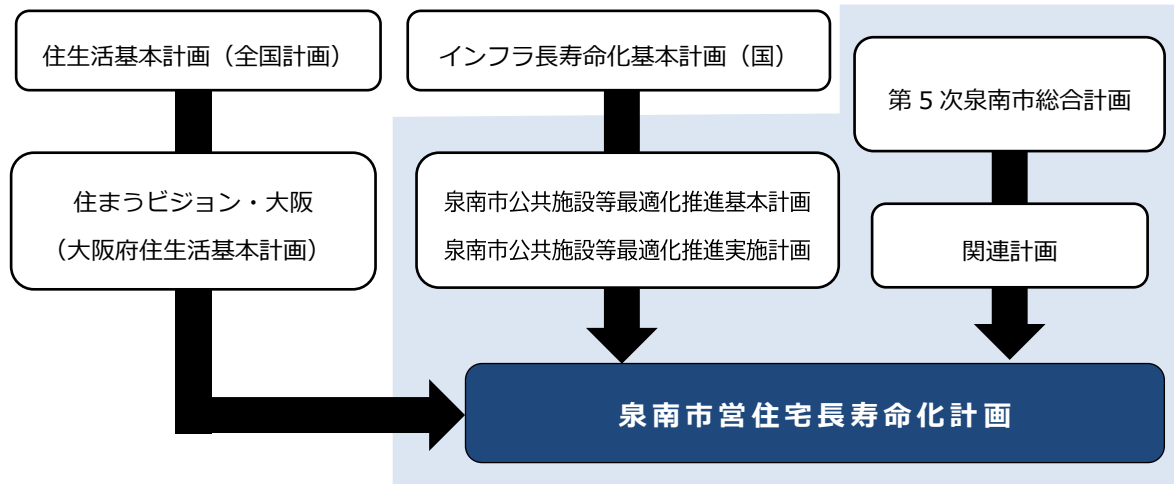 住生活基本計画（全国計画）
インフラ長寿命化基本計画（国）
第 5 次泉南市総合計画
住まうビジョン・大阪
（大阪府住生活基本計画）
泉南市公共施設等最適化推進基本計画
泉南市公共施設等最適化推進実施計画
関連計画
泉南市営住宅長寿命化計画